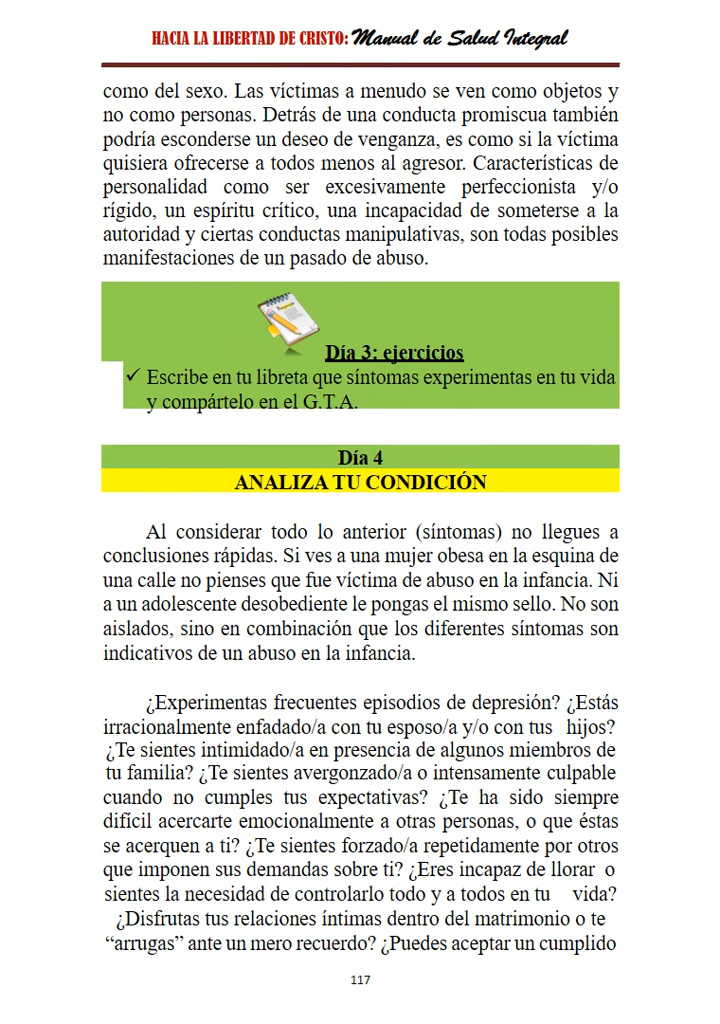 HACIA LA LIBERTAD DE CRISTO: Manual de Salud Integral
como del sexo. Las víctimas a menudo se ven como objetos y
no como personas. Detrás de una conducta promiscua también
podría esconderse un deseo de venganza, es como si la víctima
quisiera ofrecerse a todos menos al agresor. Características de
personalidad como ser excesivamente perfeccionista y/o
rígido, un espíritu crítico, una incapacidad de someterse a la
autoridad y ciertas conductas manipulativas, son todas posibles
manifestaciones de un pasado de abuso.
Día 3: ejercicios
✓ Escribe en tu libreta que síntomas experimentas en tu vida
y compártelo en el G.T.A.
Día 4
ANALIZA TU CONDICIÓN
Al considerar todo lo anterior (síntomas) no llegues a
conclusiones rápidas. Si ves a una mujer obesa en la esquina de
una calle no pienses que fue víctima de abuso en la infancia. Ni
a un adolescente desobediente le pongas el mismo sello. No son
aislados, sino en combinación que los diferentes síntomas son
indicativos de un abuso en la infancia.
¿Experimentas frecuentes episodios de depresión? ¿Estás
irracionalmente enfadado/a con tu esposo/a y/o con tus hijos?
¿Te sientes intimidado/a en presencia de algunos miembros de
tu familia? ¿Te sientes avergonzado/a o intensamente culpable
cuando no cumples tus expectativas? ¿Te ha sido siempre
difícil acercarte emocionalmente a otras personas, o que éstas
se acerquen a ti? ¿Te sientes forzado/a repetidamente por otros
que imponen sus demandas sobre ti? ¿Eres incapaz de llorar o
sientes la necesidad de controlarlo todo y a todos en tu vida?
¿Disfrutas tus relaciones íntimas dentro del matrimonio o te
“arrugas” ante un mero recuerdo? ¿Puedes aceptar un cumplido
117